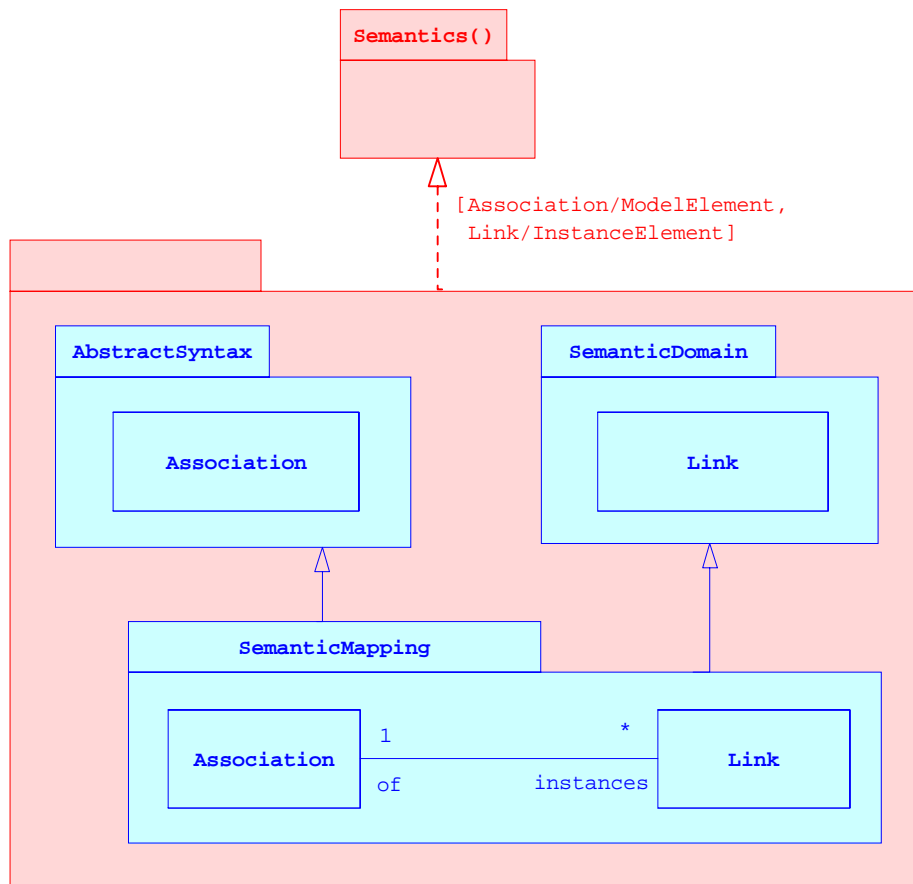 Semantics()
[Association/ModelElement,
Link/InstanceElement]
AbstractSyntax
SemanticDomain
Association
Link
SemanticMapping
1
*
Association
Link
of
instances